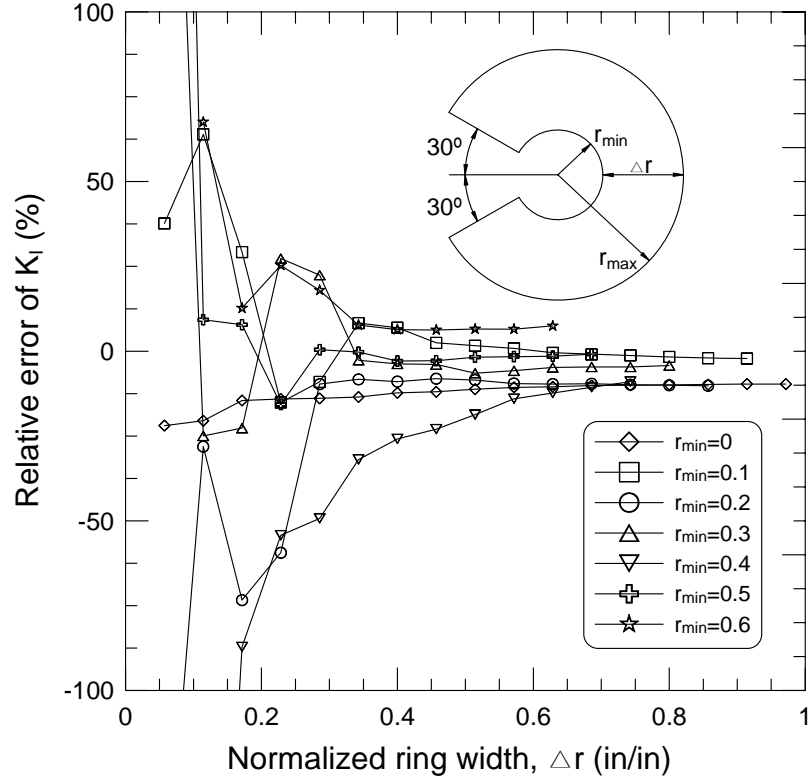 Relative error of K_I (%)
100
50
0
-50
-100
0
0.2
0.4
0.6
0.8
1
Normalized ring width, △r (in/in)
30º
30º
r_min
△r
r_max
r_min=0
r_min=0.1
r_min=0.2
r_min=0.3
r_min=0.4
r_min=0.5
r_min=0.6